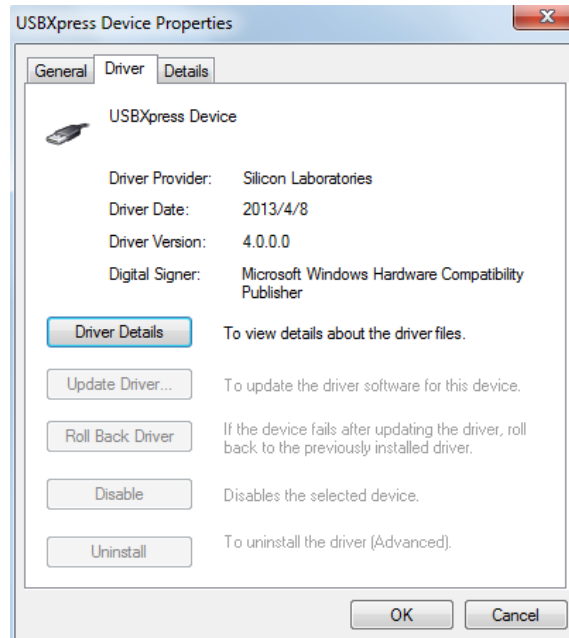 USBXpress Device Properties
General Driver Details
USBXpress Device
Driver Provider: Silicon Laboratories
Driver Date: 2013/4/8
Driver Version: 4.0.0.0
Digital Signer: Microsoft Windows Hardware Compatibility
Publisher
Driver Details To view details about the driver files.
Update Driver... To update the driver software for this device.
Roll Back Driver If the device fails after updating the driver, roll
back to the previously installed driver.
Disable Disables the selected device.
Uninstall To uninstall the driver (Advanced).
OK Cancel